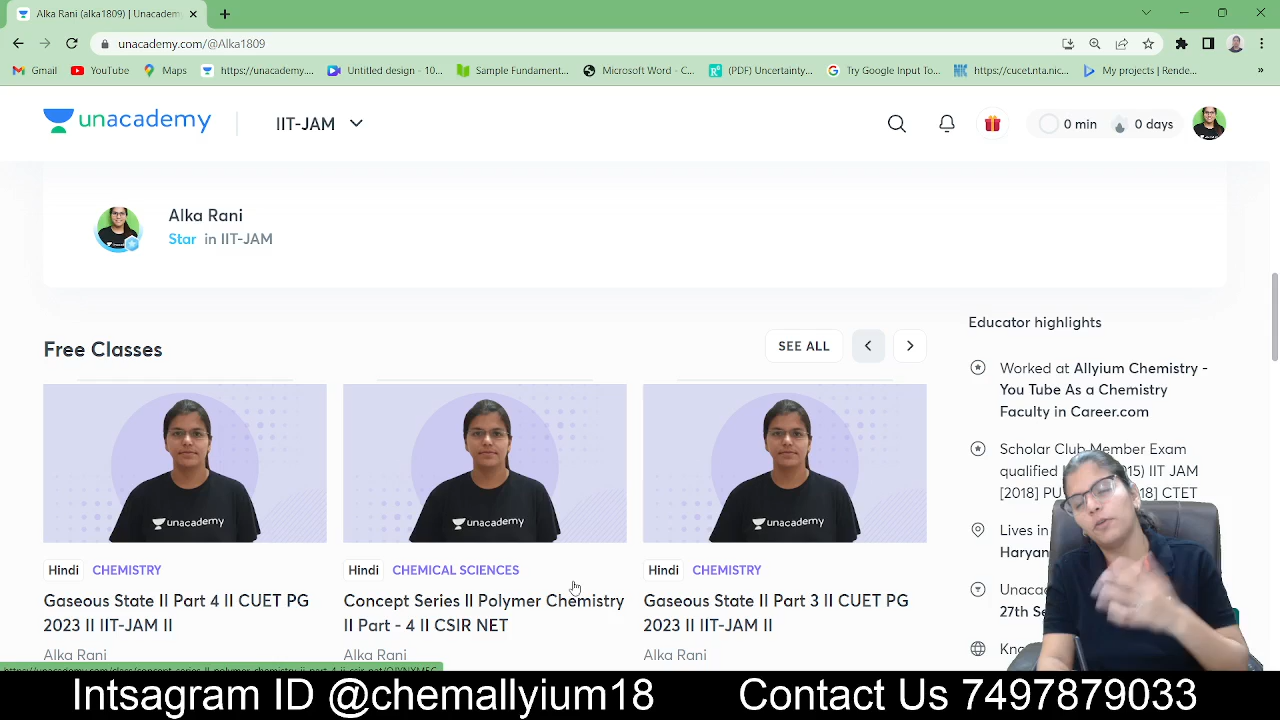 Alka Rani (alka1809) | Unacadem
unacademy.com/@Alka1809
Gmail
YouTube
Maps
https://unacademy....
Untitled design - 10...
Sample Fundament...
Microsoft Word - C...
(PDF) Uncertainty...
Try Google Input To...
https://cucet.nta.nic...
My projects | Rende...
»
unacademy
IIT-JAM
0 min
0 days
Alka Rani
Star in IIT-JAM
Free Classes
SEE ALL
unacademy
unacademy
unacademy
Hindi CHEMISTRY
Gaseous State II Part 4 II CUET PG
2023 II IIT-JAM II
Alka Rani
Hindi CHEMICAL SCIENCES
Concept Series II Polymer Chemistry
II Part - 4 II CSIR NET
Alka Rani
Hindi CHEMISTRY
Gaseous State II Part 3 II CUET PG
2023 II IIT-JAM II
Alka Rani
Educator highlights
Worked at Allyium Chemistry -
You Tube As a Chemistry
Faculty in Career.com
Scholar Club Member Exam
qualified 15) IIT JAM
[2018] PU 18] CTET
Lives in
Haryan
Unaca
27th Se
Kno
Intsagram ID @chemallyium18
Contact Us 7497879033